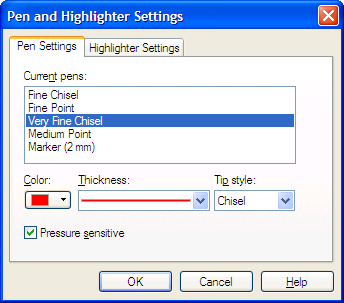 Pen and Highlighter Settings
Pen Settings Highlighter Settings
Current pens:
Fine Chisel
Fine Point
Very Fine Chisel
Medium Point
Marker (2 mm)
Color: Thickness: Tip style:
Chisel
Pressure sensitive
OK Cancel Help